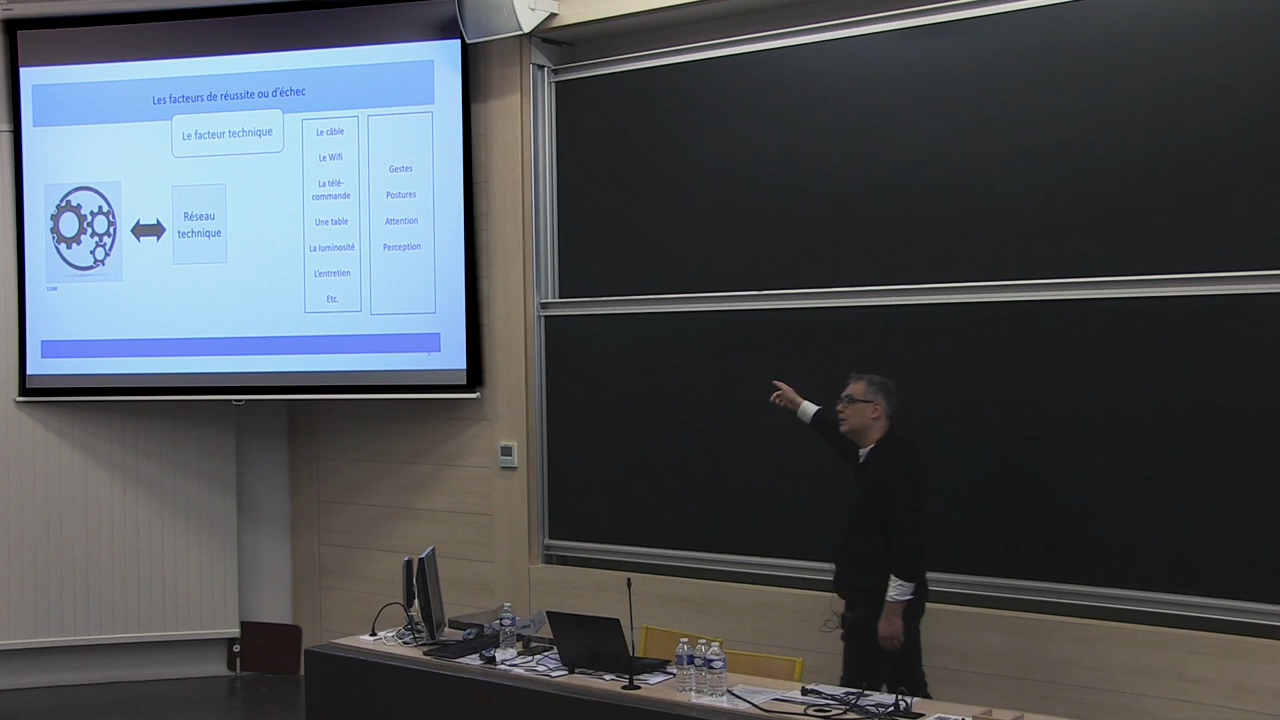 Les facteurs de réussite ou d'échec
Le facteur technique
Réseau
technique
Le câble
Le Wifi
La télé-
commande
Une table
La luminosité
L'entretien
Etc.
Gestes
Postures
Attention
Perception